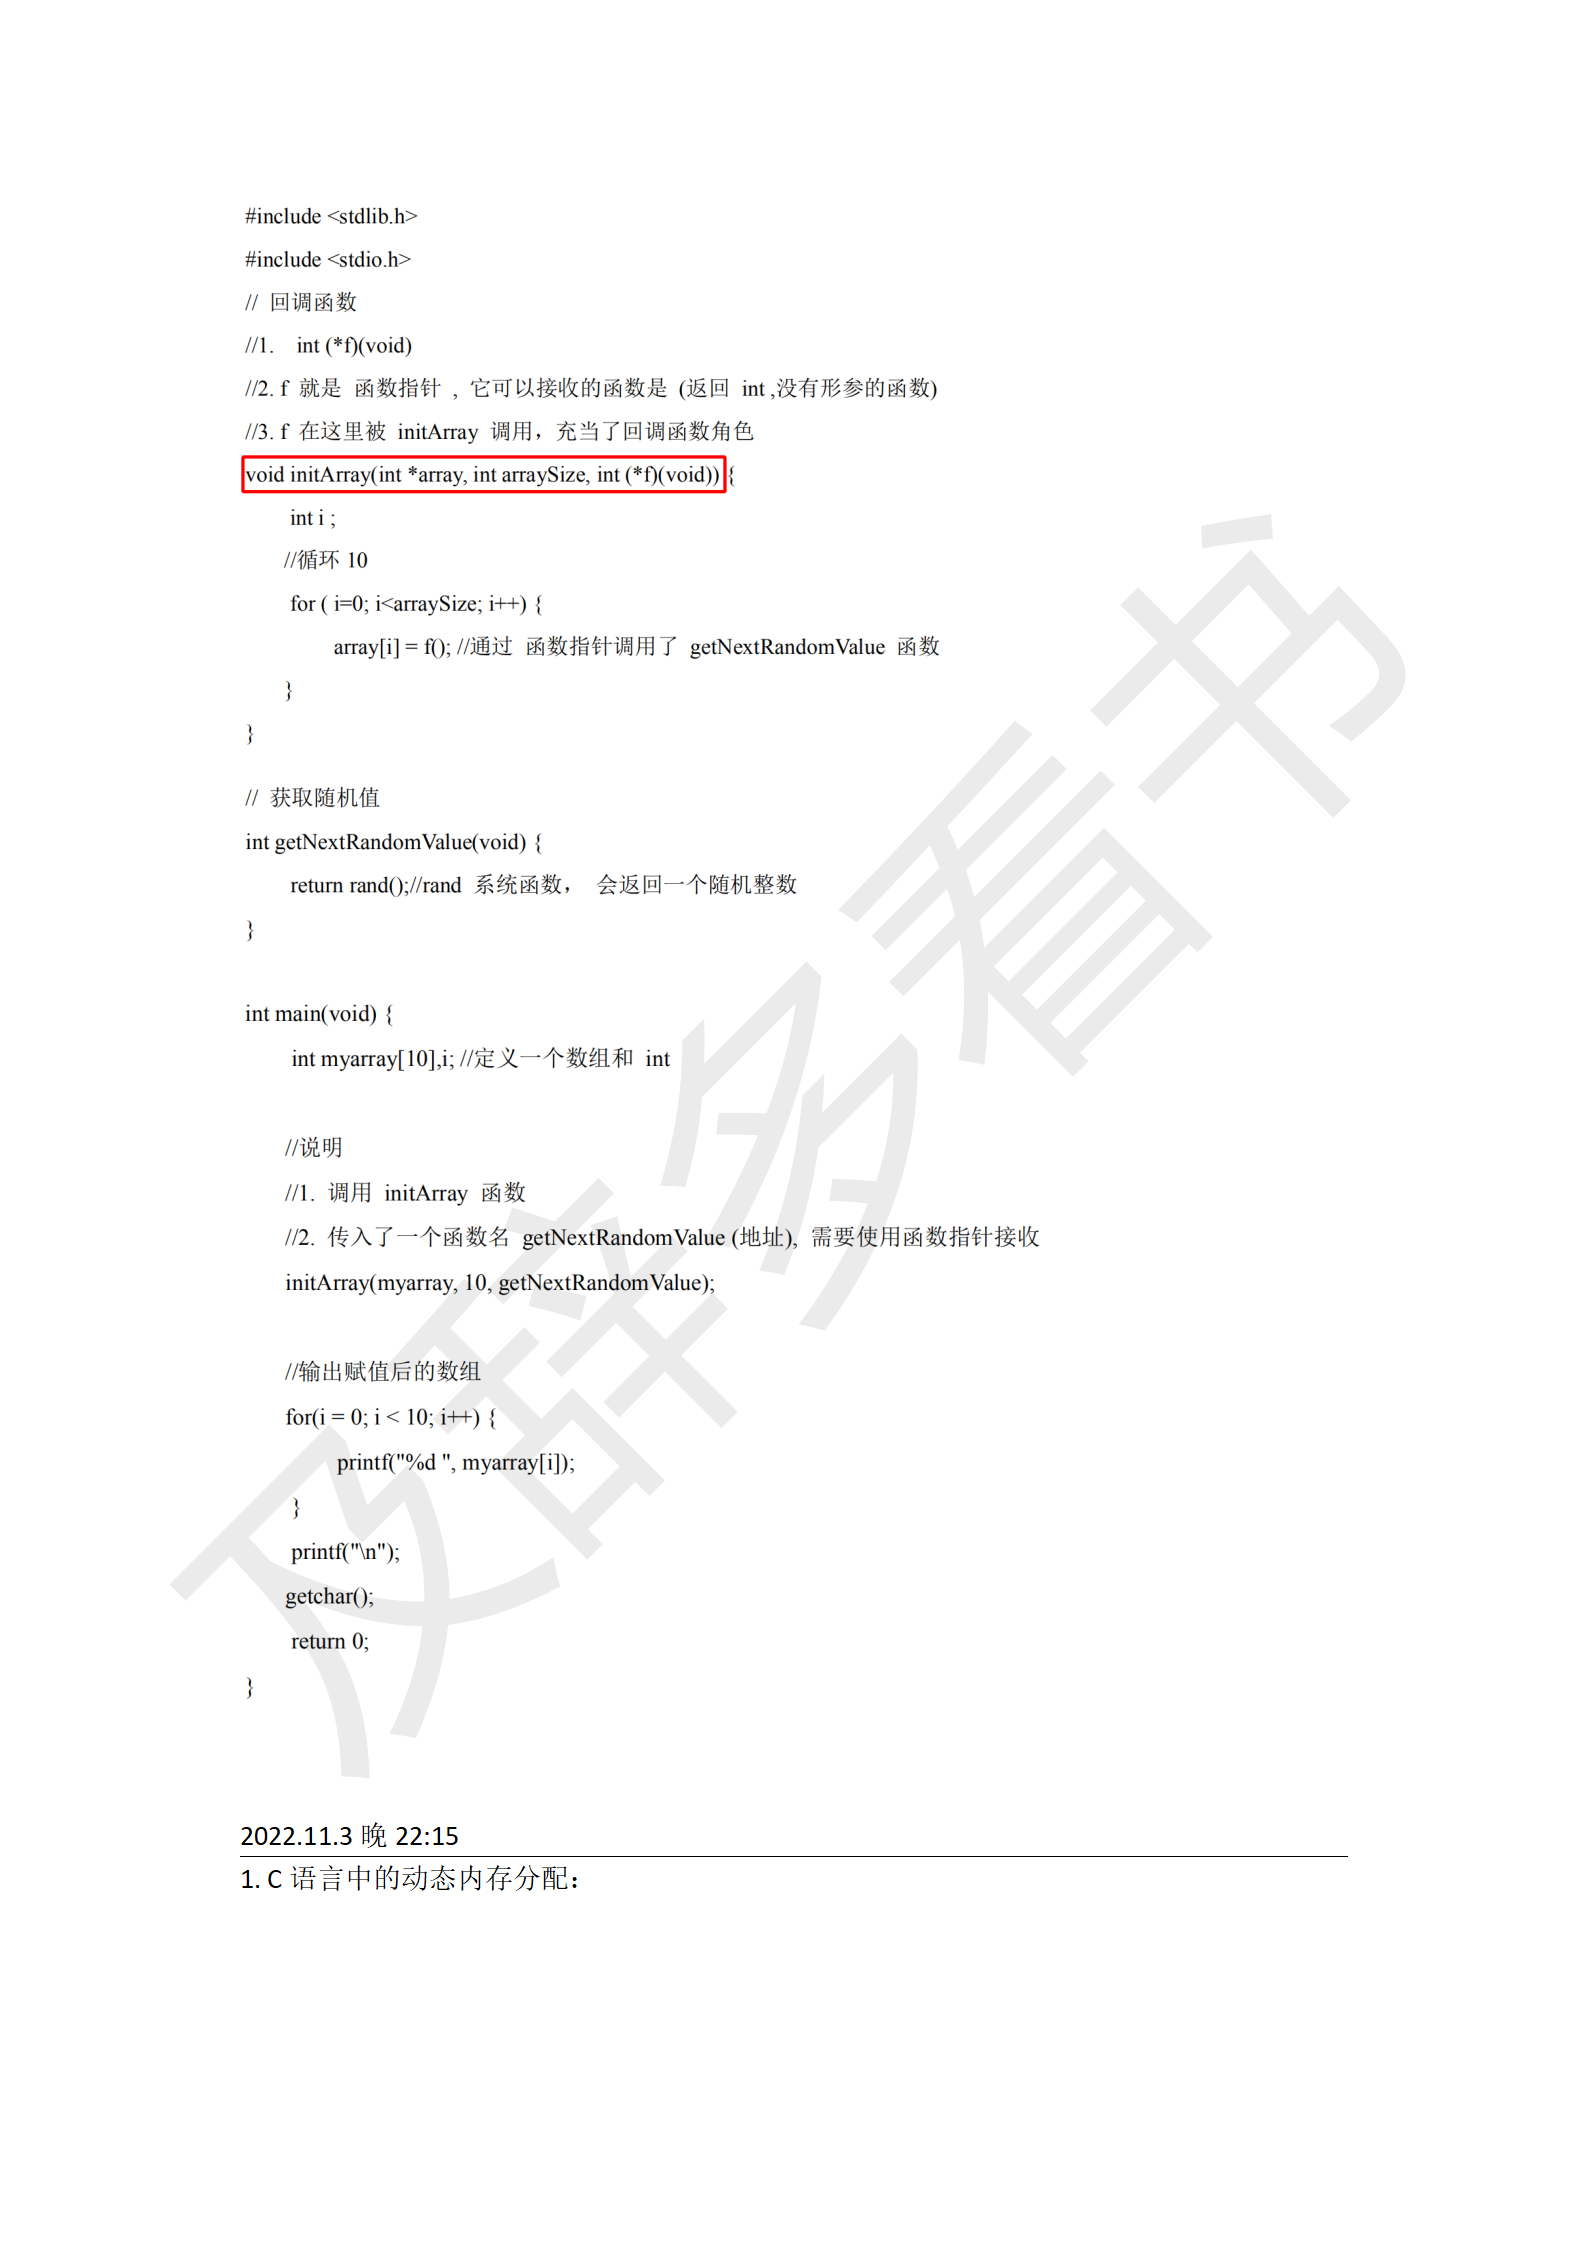 #include <stdlib.h>
#include <stdio.h>
// 回调函数
//1. int (*f)(void)
//2. f 就是 函数指针 , 它可以接收的函数是 (返回 int ,没有形参的函数)
//3. f 在这里被 initArray 调用，充当了回调函数角色
void initArray(int *array, int arraySize, int (*f)(void)) {
int i ;
//循环 10
for ( i=0; i<arraySize; i++) {
array[i] = f(); //通过 函数指针调用了 getNextRandomValue 函数
}
}
// 获取随机值
int getNextRandomValue(void) {
return rand();//rand 系统函数， 会返回一个随机整数
}
int main(void) {
int myarray[10],i; //定义一个数组和 int
//说明
//1. 调用 initArray 函数
//2. 传入了一个函数名 getNextRandomValue (地址), 需要使用函数指针接收
initArray(myarray, 10, getNextRandomValue);
//输出赋值后的数组
for(i = 0; i < 10; i++) {
printf("%d ", myarray[i]);
}
printf("\n");
getchar();
return 0;
}
2022.11.3 晚 22:15
1. C 语言中的动态内存分配：
及辞多看书